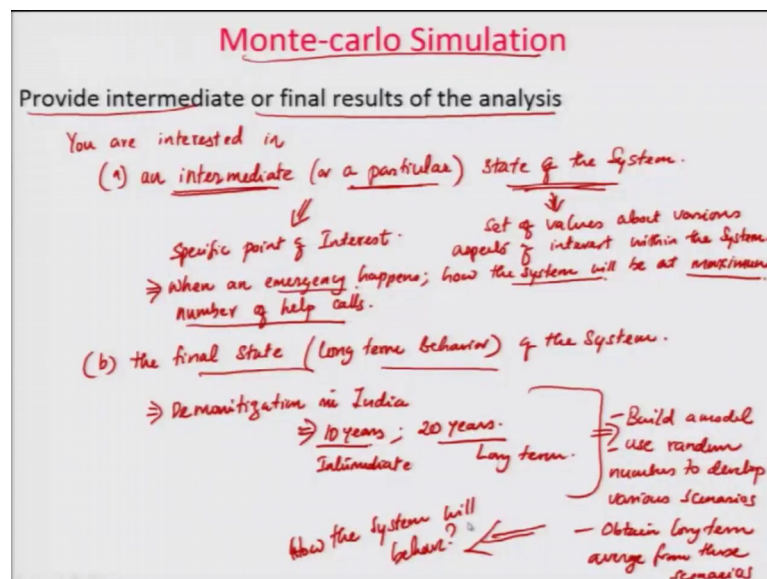 Monte-carlo Simulation
Provide intermediate or final results of the analysis
You are interested in
(a) an intermediate (or a particular) state of the System.
Specific point of Interest.
Set of values about various
aspects of interest within the System
⇒ When an emergency happens; how the system will be at maximum
number of help calls.
(b) the final state (long term behavior) of the System.
⇒ Demonitization in India
⇒ 10 years ; 20 years.
Intermediate Long term.
- Build a model
- use random
numbers to develop
various scenarios
- Obtain long term
average from these
scenarios
How the System will
behave?